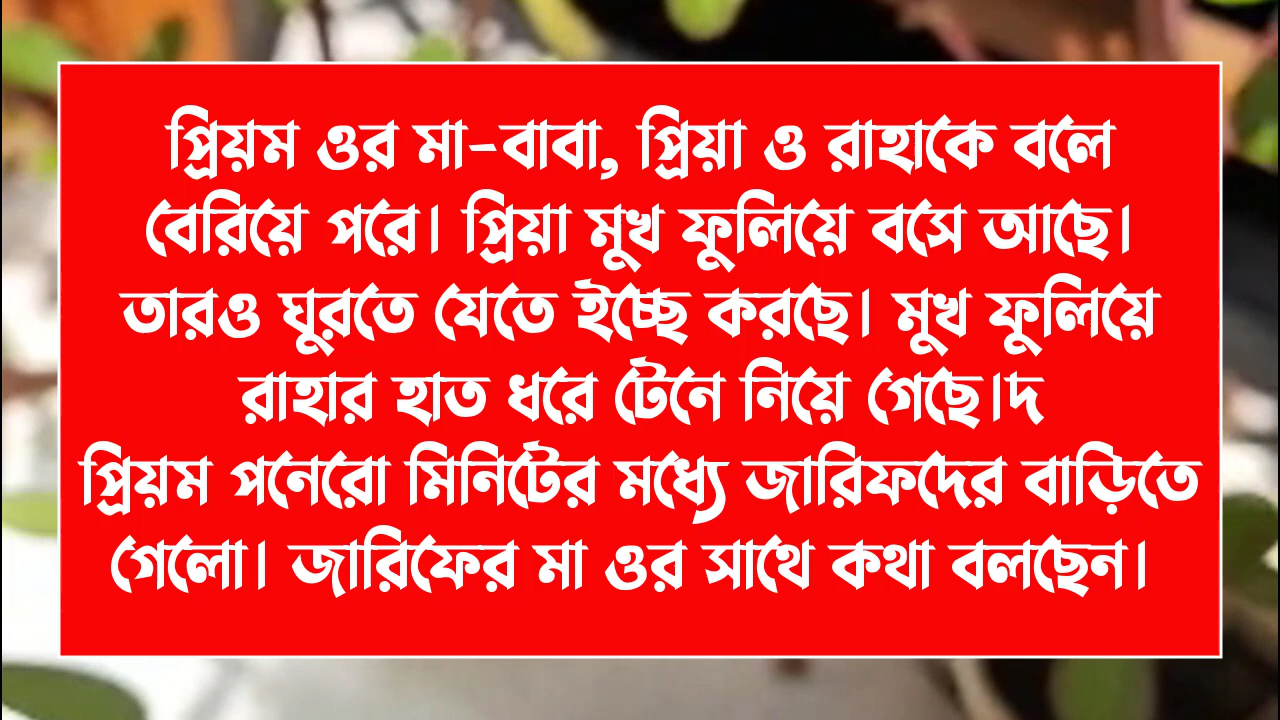 প্রিয়ম ওর মা-বাবা, প্রিয়া ও রাহাকে বলে
বেরিয়ে পরে। প্রিয়া মুখ ফুলিয়ে বসে আছে।
তারও ঘুরতে যেতে ইচ্ছে করছে। মুখ ফুলিয়ে
রাহার হাত ধরে টেনে নিয়ে গেছে।দ
প্রিয়ম পনেরো মিনিটের মধ্যে জারিফদের বাড়িতে
গেলো। জারিফের মা ওর সাথে কথা বলছেন।